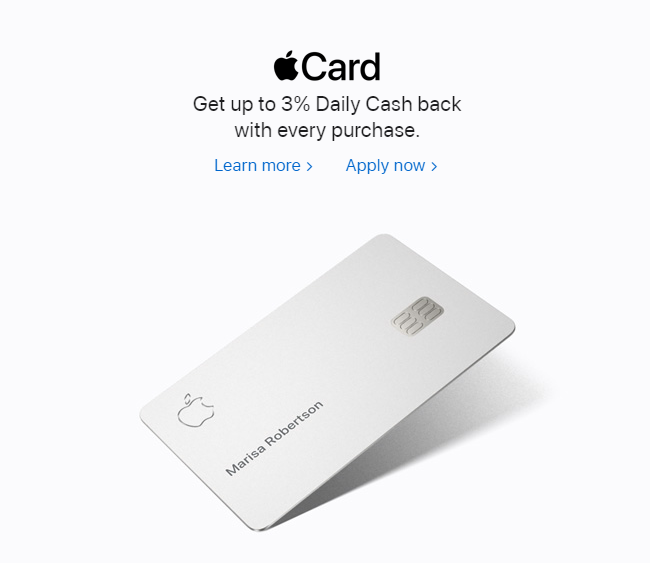 Card
Get up to 3% Daily Cash back
with every purchase.
Learn more >
Apply now >
Marisa Robertson